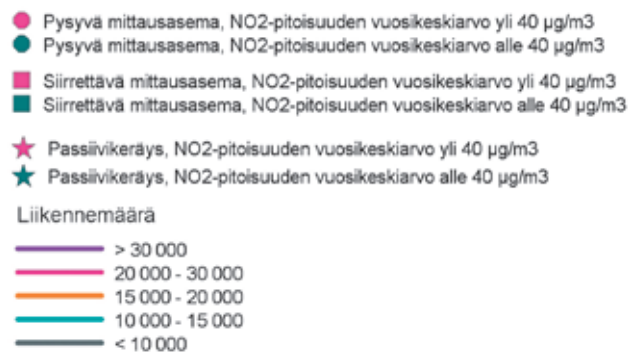 Pysyvä mittausasema, NO2-pitoisuuden vuosikeskiarvo yli 40 µg/m3
Pysyvä mittausasema, NO2-pitoisuuden vuosikeskiarvo alle 40 µg/m3
Siirrettävä mittausasema, NO2-pitoisuuden vuosikeskiarvo yli 40 µg/m3
Siirrettävä mittausasema, NO2-pitoisuuden vuosikeskiarvo alle 40 µg/m3
Passiivikeräys, NO2-pitoisuuden vuosikeskiarvo yli 40 µg/m3
Passiivikeräys, NO2-pitoisuuden vuosikeskiarvo alle 40 µg/m3
Liikennemäärä
> 30 000
20 000 - 30 000
15 000 - 20 000
10 000 - 15 000
< 10 000